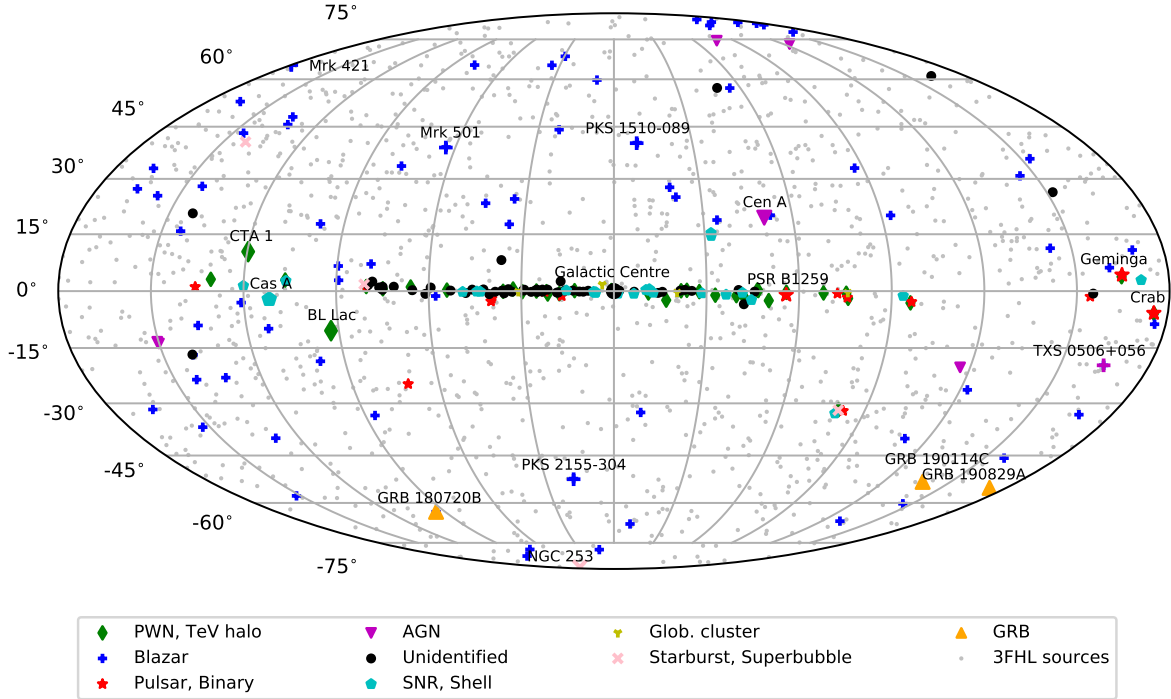 75°
60°
Mrk 421
45°
Mrk 501
PKS 1510-089
30°
Cen A
15°
CTA 1
Geminga
Galactic Centre
PSR B1259
Cas A
0°
Crab
BL Lac
-15°
TXS 0506+056
-30°
GRB 190114C
PKS 2155-304
-45°
GRB 190829A
GRB 180720B
-60°
NGC 253
-75°
PWN, TeV halo
AGN
Glob. cluster
GRB
Blazar
Unidentified
Starburst, Superbubble
3FHL sources
Pulsar, Binary
SNR, Shell